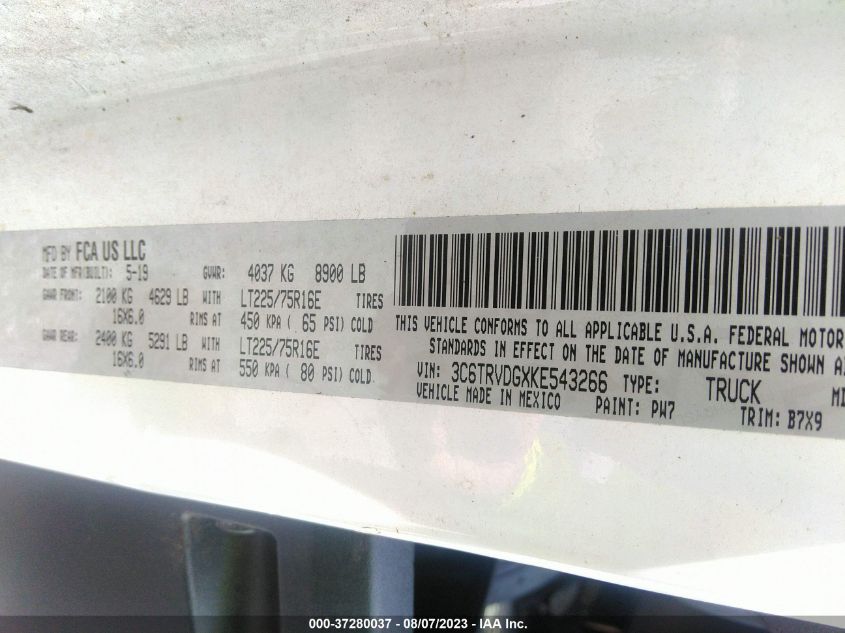 MFD BY FCA US LLC
DATE OF MFR(BUILT): 5-19 GVWR: 4037 KG 8900 LB
GAWR FRONT: 2100 KG 4629 LB WITH LT225/75R16E TIRES
16X6.0 RIMS AT 450 KPA ( 65 PSI) COLD
GAWR REAR: 2400 KG 5291 LB WITH LT225/75R16E TIRES
16X6.0 RIMS AT 550 KPA ( 80 PSI) COLD
THIS VEHICLE CONFORMS TO ALL APPLICABLE U.S.A. FEDERAL MOTOR
STANDARDS IN EFFECT ON THE DATE OF MANUFACTURE SHOWN
VIN: 3C6TRVDGXKE543266 TYPE: TRUCK
VEHICLE MADE IN MEXICO PAINT: PW7 TRIM: B7X9
000-37280037 - 08/07/2023 - IAA Inc.